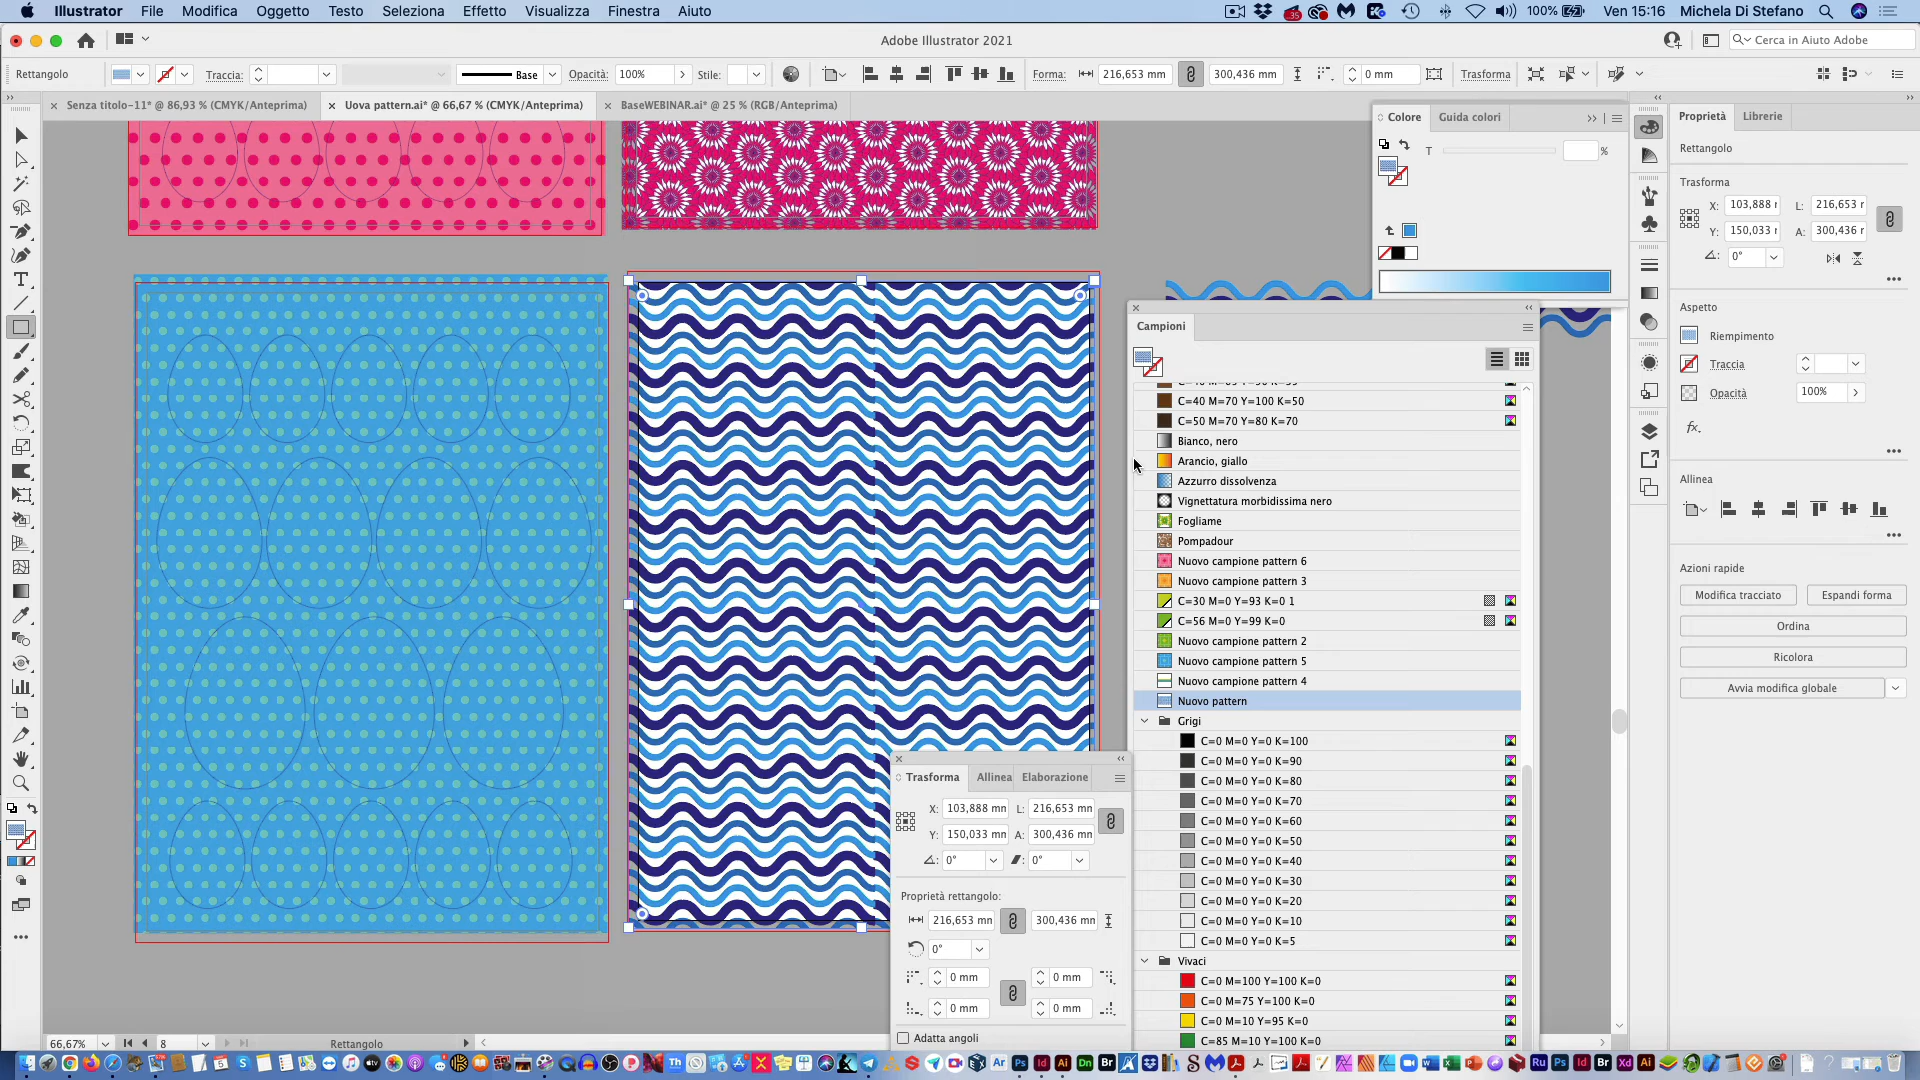 Illustrator File Modifica Oggetto Testo Seleziona Effetto Visualizza Finestra Aiuto 100% Ven 15:16 Michela Di Stefano
Adobe Illustrator 2021 Cerca in Aiuto Adobe
Rettangolo Traccia: Base Opacità: 100% Stile: Forma: 216,653 mm 300,436 mm 0 mm Trasforma
Senza titolo-11* @ 86,93 % (CMYK/Anteprima) Uova pattern.ai* @ 66,67 % (CMYK/Anteprima) BaseWEBINAR.ai* @ 25 % (RGB/Anteprima)
Colore Guida colori
T %
Proprietà Librerie
Rettangolo
Trasforma
X: 103,888 L: 216,653
Y: 150,033 A: 300,436
0°
Aspetto
Riempimento
Traccia
Opacità 100%
fx.
Allinea
Azioni rapide
Modifica tracciato Espandi forma
Ordina
Ricolora
Avvia modifica globale
Campioni
C=40 M=70 Y=100 K=50
C=50 M=70 Y=80 K=70
Bianco, nero
Arancio, giallo
Azzurro dissolvenza
Vignettatura morbidissima nero
Fogliame
Pompadour
Nuovo campione pattern 6
Nuovo campione pattern 3
C=30 M=0 Y=93 K=0 1
C=56 M=0 Y=99 K=0
Nuovo campione pattern 2
Nuovo campione pattern 5
Nuovo campione pattern 4
Nuovo pattern
Grigi
C=0 M=0 Y=0 K=100
C=0 M=0 Y=0 K=90
C=0 M=0 Y=0 K=80
C=0 M=0 Y=0 K=70
C=0 M=0 Y=0 K=60
C=0 M=0 Y=0 K=50
C=0 M=0 Y=0 K=40
C=0 M=0 Y=0 K=30
C=0 M=0 Y=0 K=20
C=0 M=0 Y=0 K=10
C=0 M=0 Y=0 K=5
Vivaci
C=0 M=100 Y=100 K=0
C=0 M=75 Y=100 K=0
C=0 M=10 Y=95 K=0
C=85 M=10 Y=100 K=0
Trasforma Allinea Elaborazione
X: 103,888 mm L: 216,653 mm
Y: 150,033 mm A: 300,436 mm
0° 0°
Proprietà rettangolo:
216,653 mm 300,436 mm
0°
0 mm 0 mm
0 mm 0 mm
Adatta angoli
66,67% 8 Rettangolo